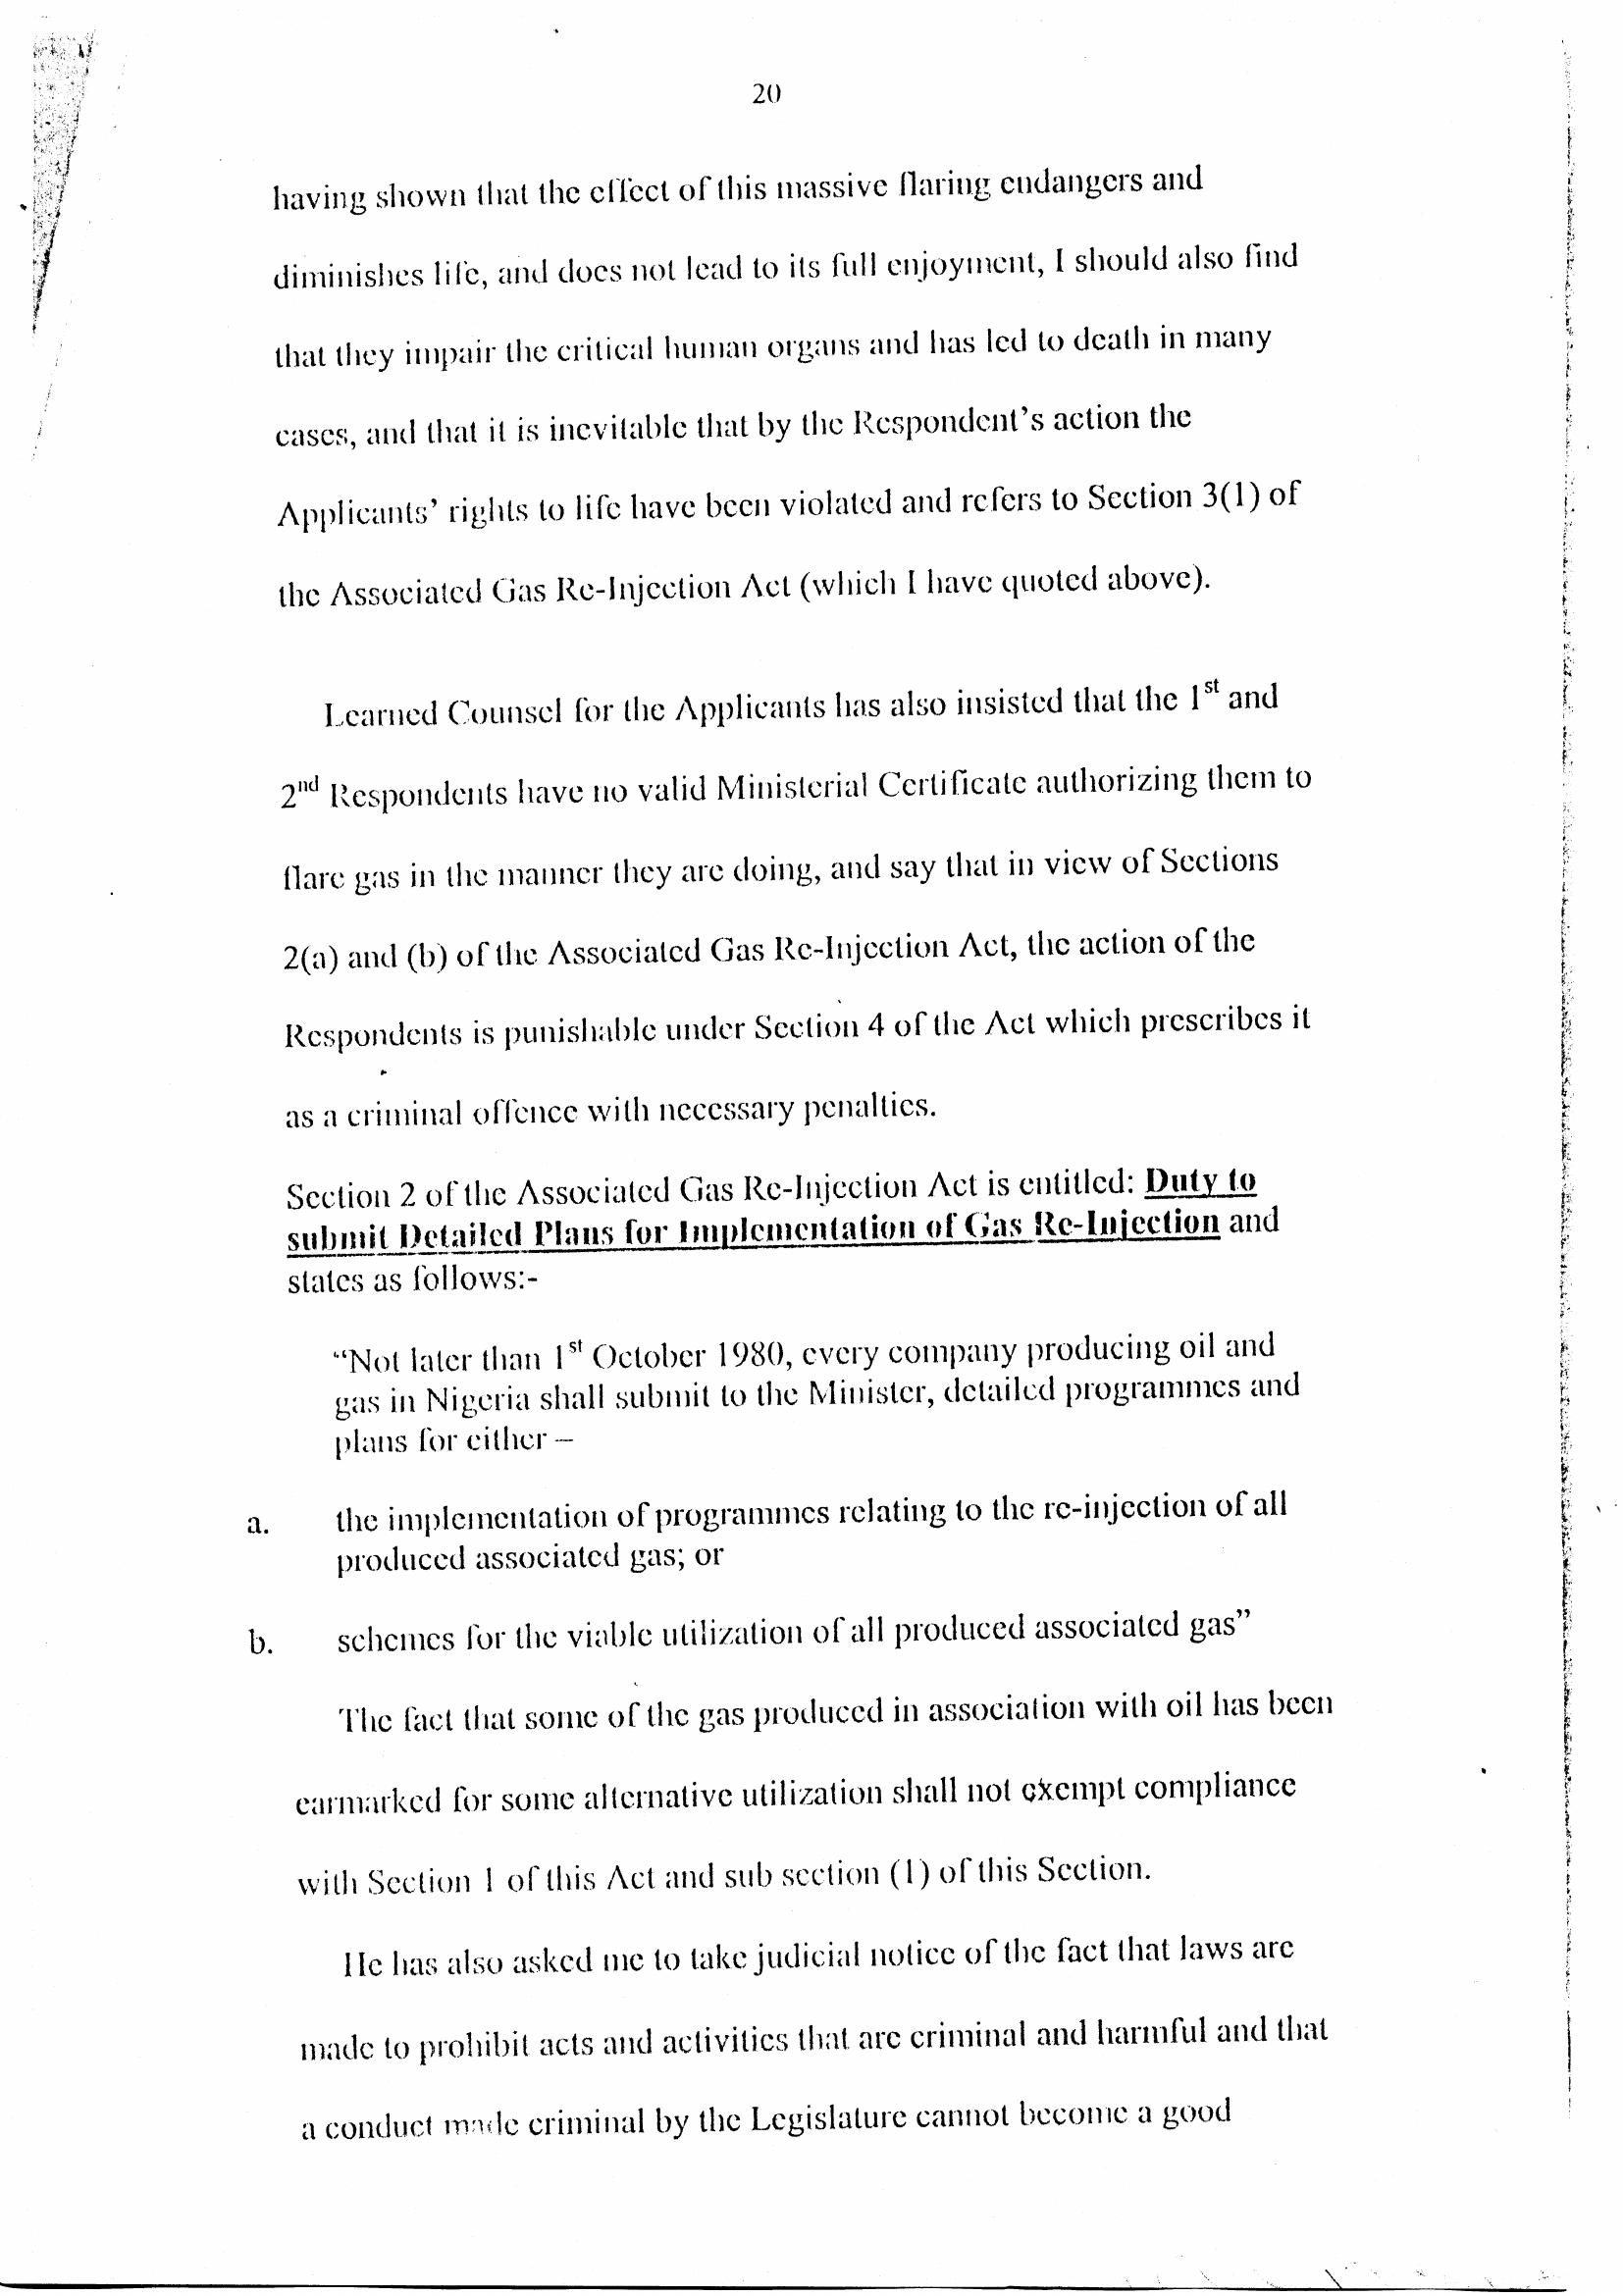 20
having shown that the effect of this massive flaring endangers and
diminishes life, and does not lead to its full enjoyment, I should also find
that they impair the critical human organs and has led to death in many
cases, and that it is inevitable that by the Respondent's action the
Applicants' rights to life have been violated and refers to Section 3(1) of
the Associated Gas Re-Injection Act (which I have quoted above).
Learned Counsel for the Applicants has also insisted that the 1st and
2nd Respondents have no valid Ministerial Certificate authorizing them to
flare gas in the manner they are doing, and say that in view of Sections
2(a) and (b) of the Associated Gas Re-Injection Act, the action of the
Respondents is punishable under Section 4 of the Act which prescribes it
as a criminal offence with necessary penalties.
Section 2 of the Associated Gas Re-Injection Act is entitled: Duty to
submit Detailed Plans for Implementation of Gas Re-Injection and
states as follows:-
"Not later than 1st October 1980, every company producing oil and
gas in Nigeria shall submit to the Minister, detailed programmes and
plans for either –
a. the implementation of programmes relating to the re-injection of all
produced associated gas; or
b. schemes for the viable utilization of all produced associated gas"
The fact that some of the gas produced in association with oil has been
earmarked for some alternative utilization shall not exempt compliance
with Section 1 of this Act and sub section (1) of this Section.
He has also asked me to take judicial notice of the fact that laws are
made to prohibit acts and activities that are criminal and harmful and that
a conduct made criminal by the Legislature cannot become a good